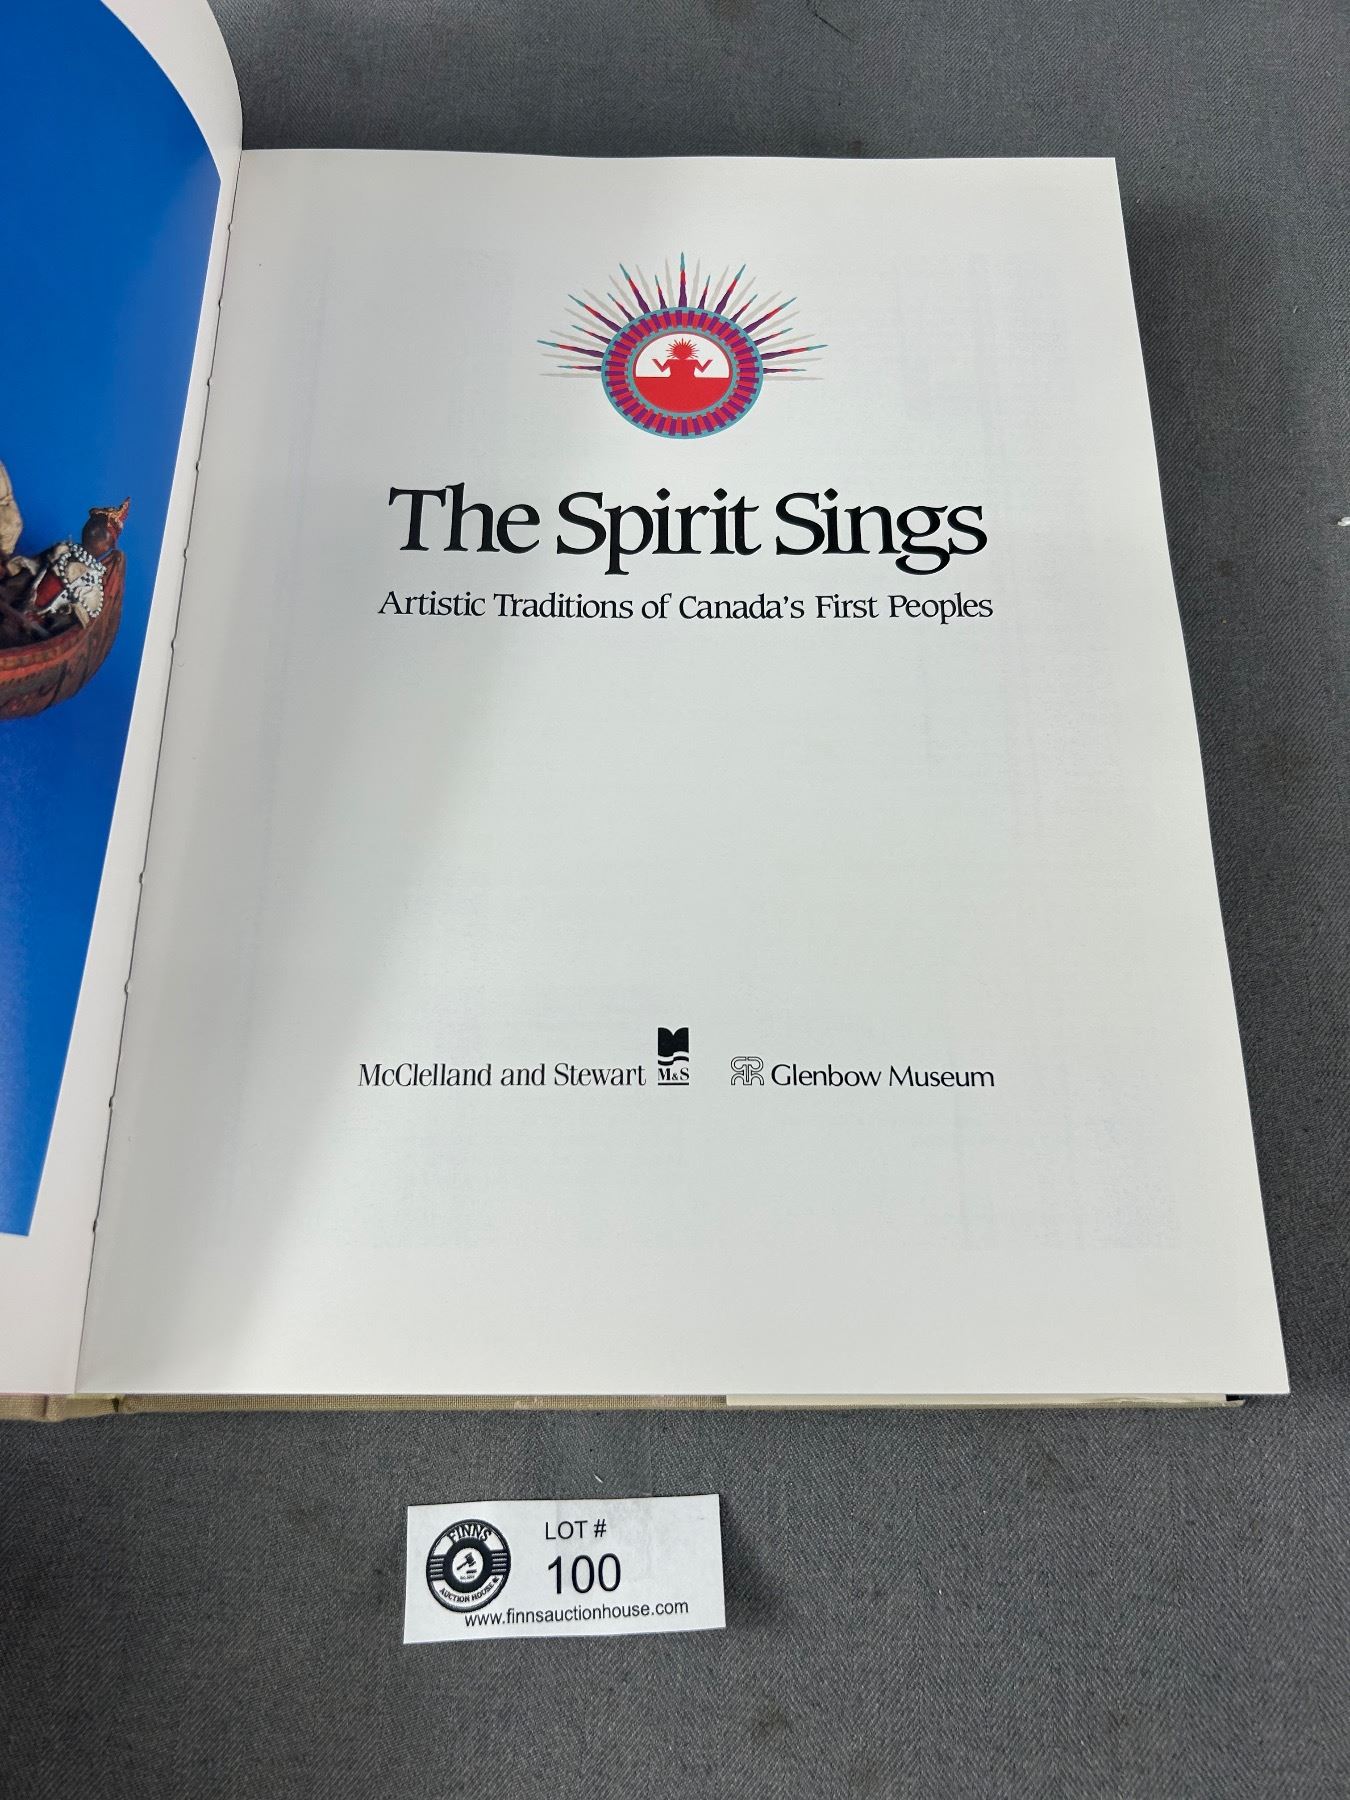 The Spirit Sings
Artistic Traditions of Canada's First Peoples
McClelland and Stewart M&S Glenbow Museum
FINNS
AUCTION HOUSE
LOT #
100
www.finnsauctionhouse.com